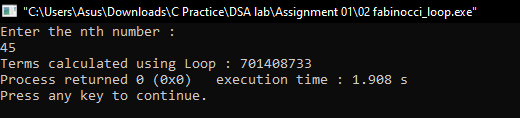 "C:\Users\Asus\Downloads\C Practice\DSA lab\Assignment 01\02 fabinocci_loop.exe"
Enter the nth number :
45
Terms calculated using Loop : 701408733
Process returned 0 (0x0)   execution time : 1.908 s
Press any key to continue.